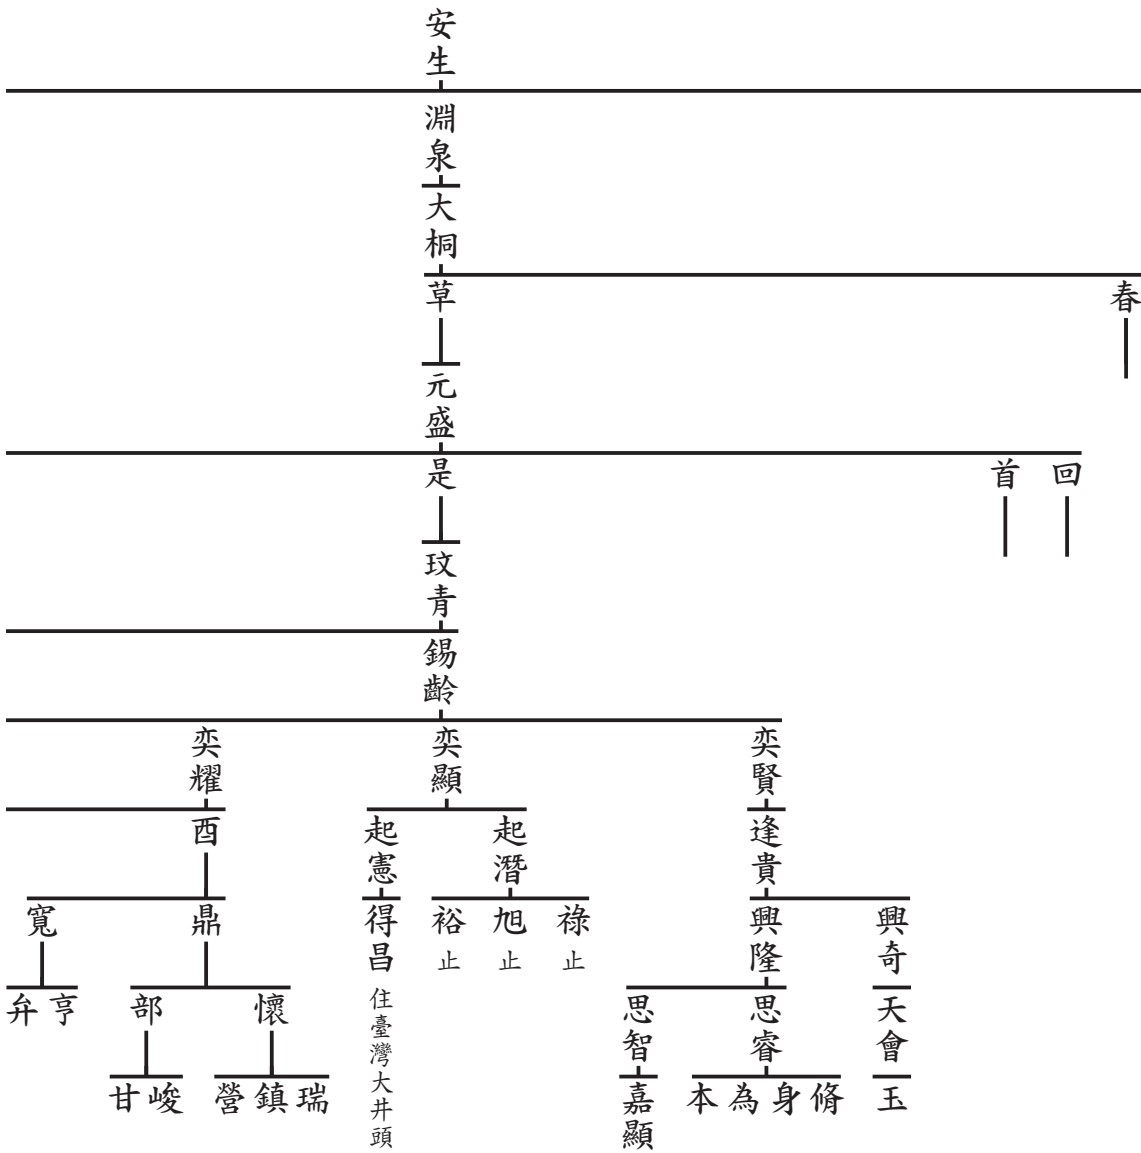 安生
淵泉
大桐
春
草
元盛
回
首
是
玟青
錫齡
奕賢
奕顯
奕耀
逢貴
起潛
起憲
酉
興奇
興隆
祿止
旭止
裕止
得昌 住臺灣大井頭
鼎
寬
天會
思睿
思智
懷
部
亨
弁
玉
脩
身
為
本
嘉顯
瑞
鎮
營
峻
甘